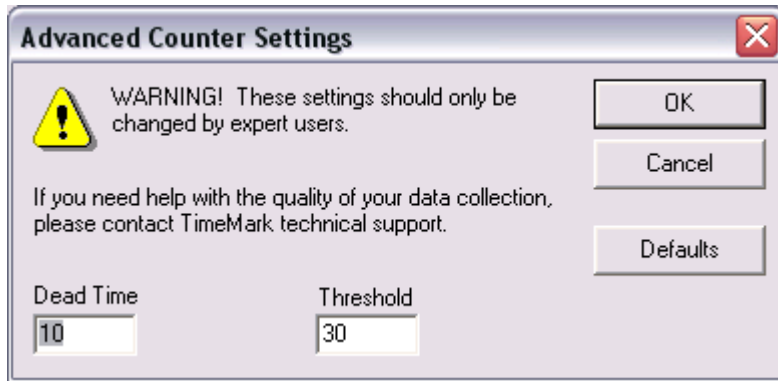 Advanced Counter Settings
WARNING!  These settings should only be
changed by expert users.
OK
Cancel
If you need help with the quality of your data collection,
please contact TimeMark technical support.
Defaults
Dead Time
Threshold
10
30